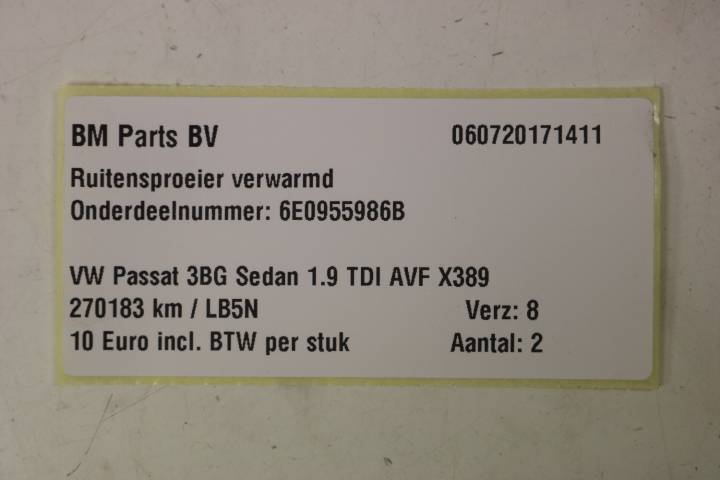 BM Parts BV 060720171411
Ruitensproeier verwarmd
Onderdeelnummer: 6E0955986B
VW Passat 3BG Sedan 1.9 TDI AVF X389
270183 km / LB5N Verz: 8
10 Euro incl. BTW per stuk Aantal: 2